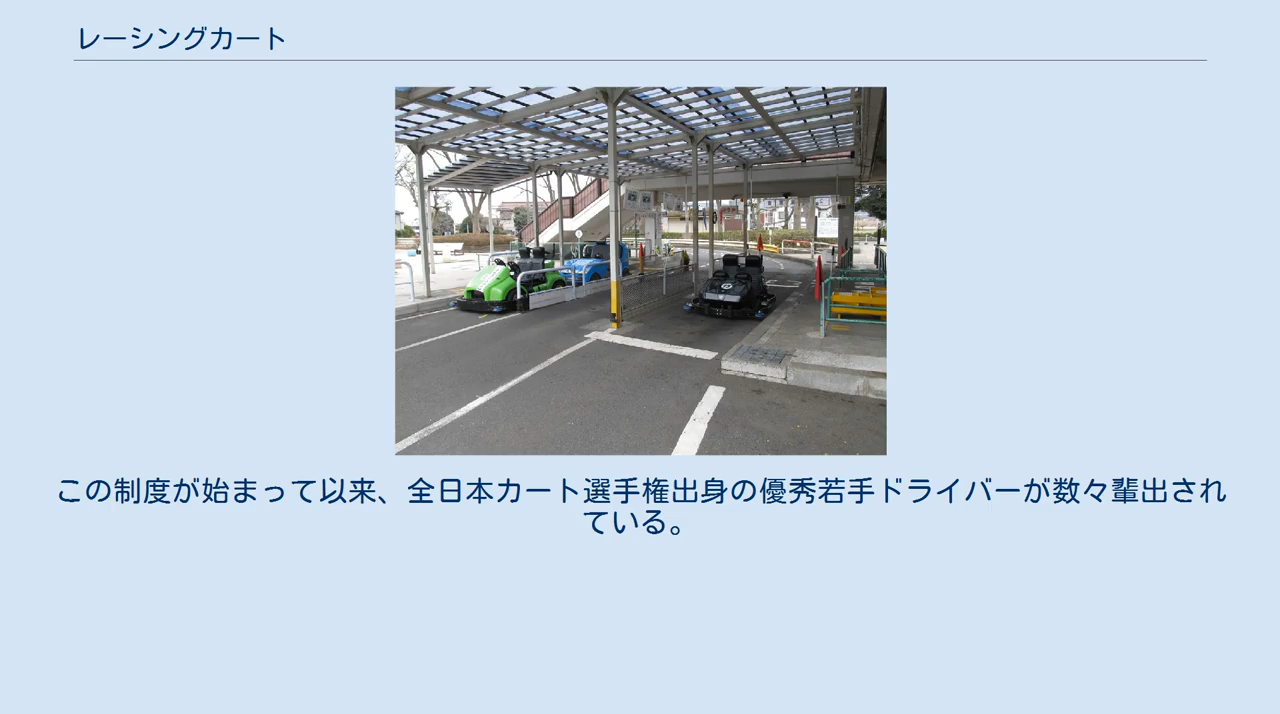 レーシングカート
この制度が始まって以来、全日本カート選手権出身の優秀若手ドライバーが数々輩出され
ている。